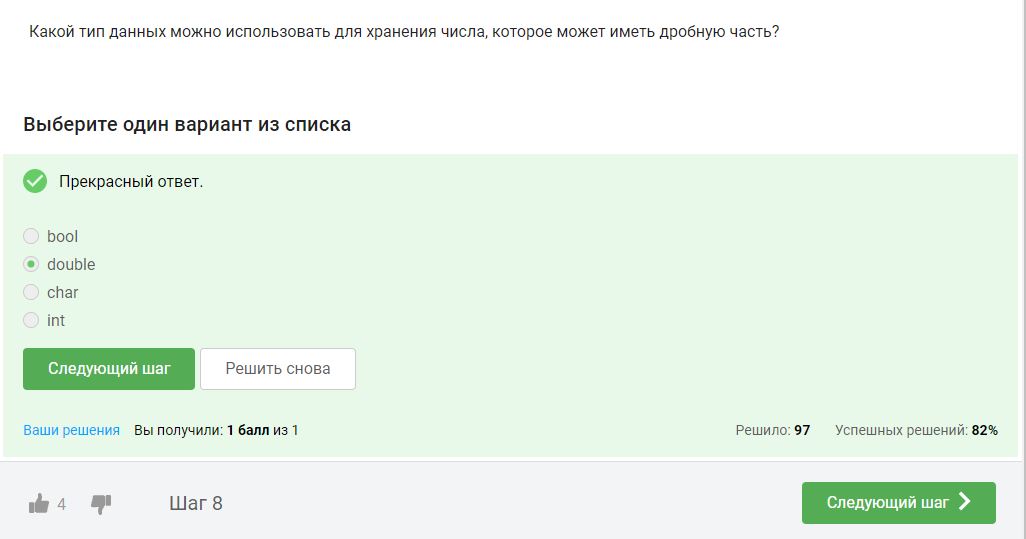 Какой тип данных можно использовать для хранения числа, которое может иметь дробную часть?
Выберите один вариант из списка
Прекрасный ответ.
bool
double
char
int
Следующий шаг Решить снова
Ваши решения Вы получили: 1 балл из 1 Решило: 97 Успешных решений: 82%
4 Шаг 8 Следующий шаг